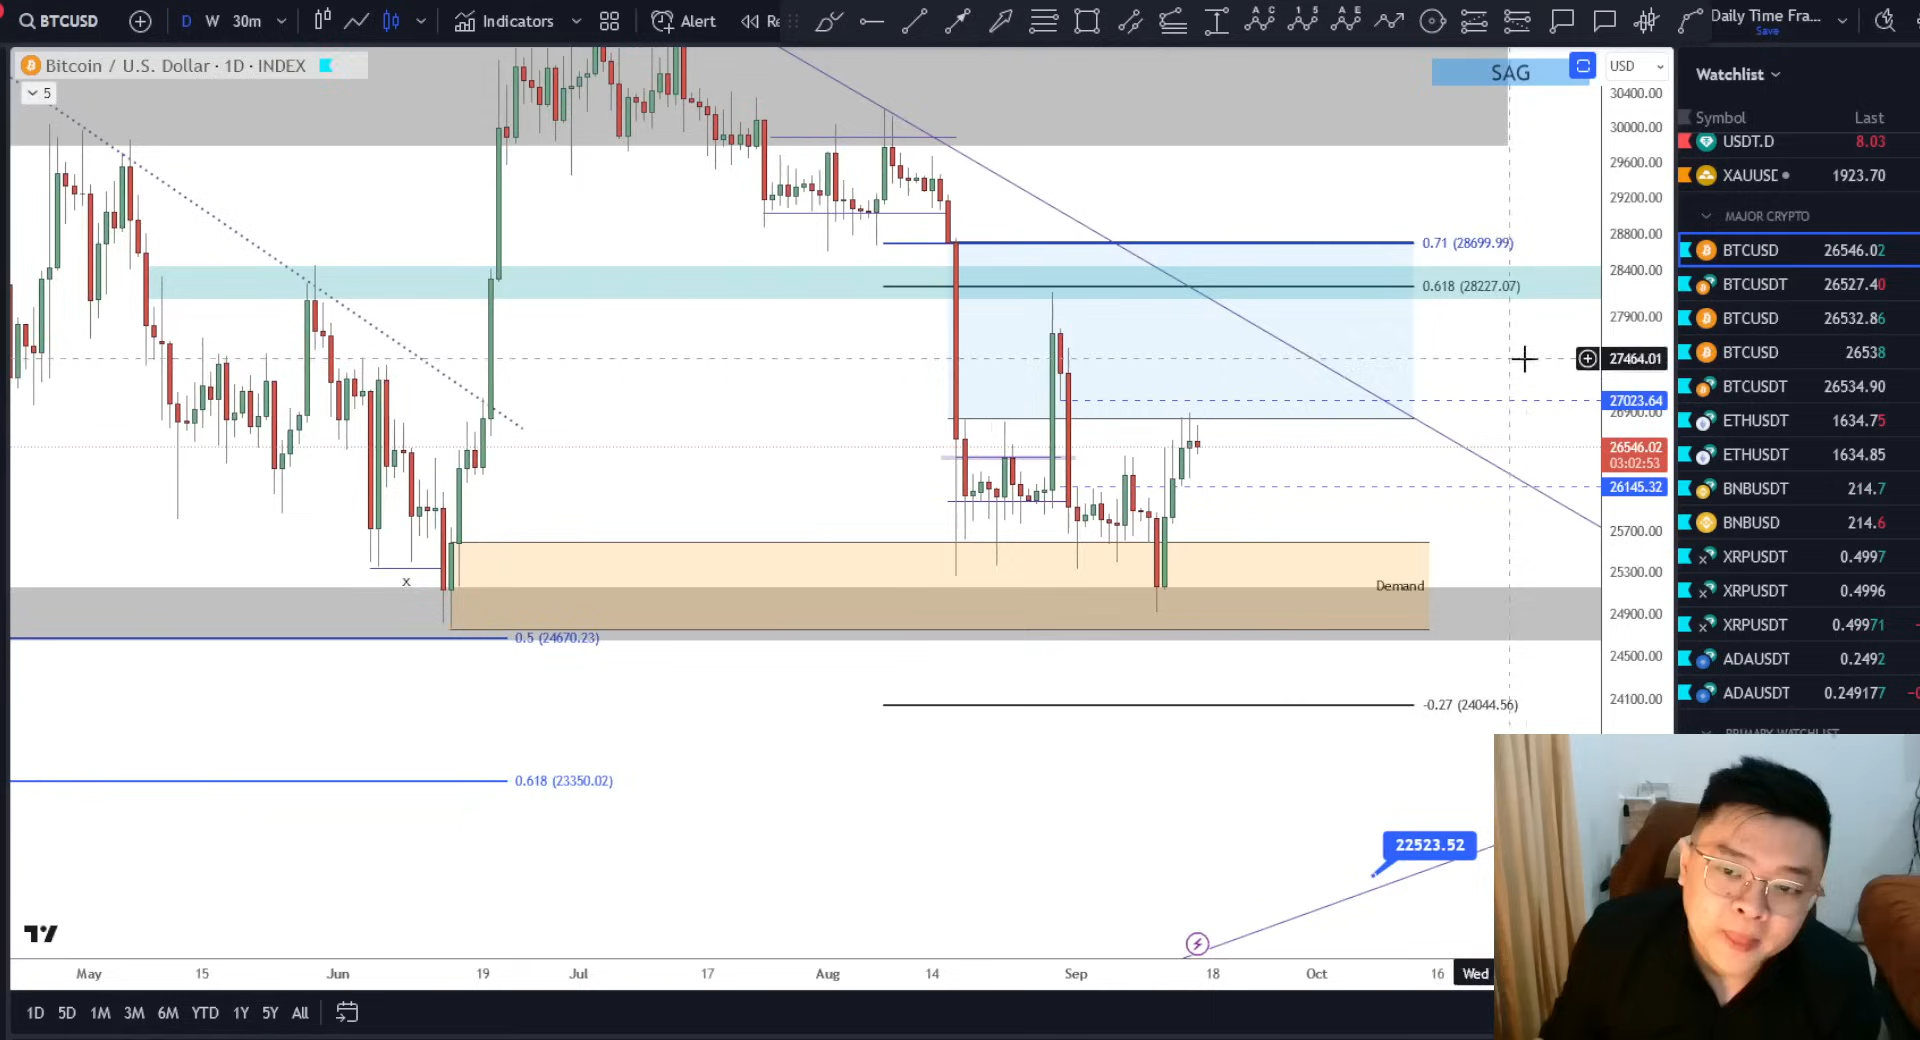 BTCUSD D W 30m Indicators Alert Re Daily Time Fra...
Save
Bitcoin / U.S. Dollar · 1D · INDEX
5
SAG
USD
30400.00
30000.00
29600.00
29200.00
28800.00
28400.00
27900.00
27464.01
27023.64
26900.00
26546.02
03:02:53
26145.32
25700.00
25300.00
24900.00
24500.00
24100.00
0.71 (28699.99)
0.618 (28227.07)
x
Demand
0.5 (24670.23)
-0.27 (24044.56)
0.618 (23350.02)
22523.52
May 15 Jun 19 Jul 17 Aug 14 Sep 18 Oct 16 Wed
1D 5D 1M 3M 6M YTD 1Y 5Y All
Watchlist
Symbol Last
USDT.D 8.03
XAUUSD 1923.70
MAJOR CRYPTO
BTCUSD 26546.02
BTCUSDT 26527.40
BTCUSD 26532.86
BTCUSD 26538
BTCUSDT 26534.90
ETHUSDT 1634.75
ETHUSDT 1634.85
BNBUSDT 214.7
BNBUSD 214.6
XRPUSDT 0.4997
XRPUSDT 0.4996
XRPUSDT 0.49971
ADAUSDT 0.2492
ADAUSDT 0.249177
PRIMARY WATCHLIST